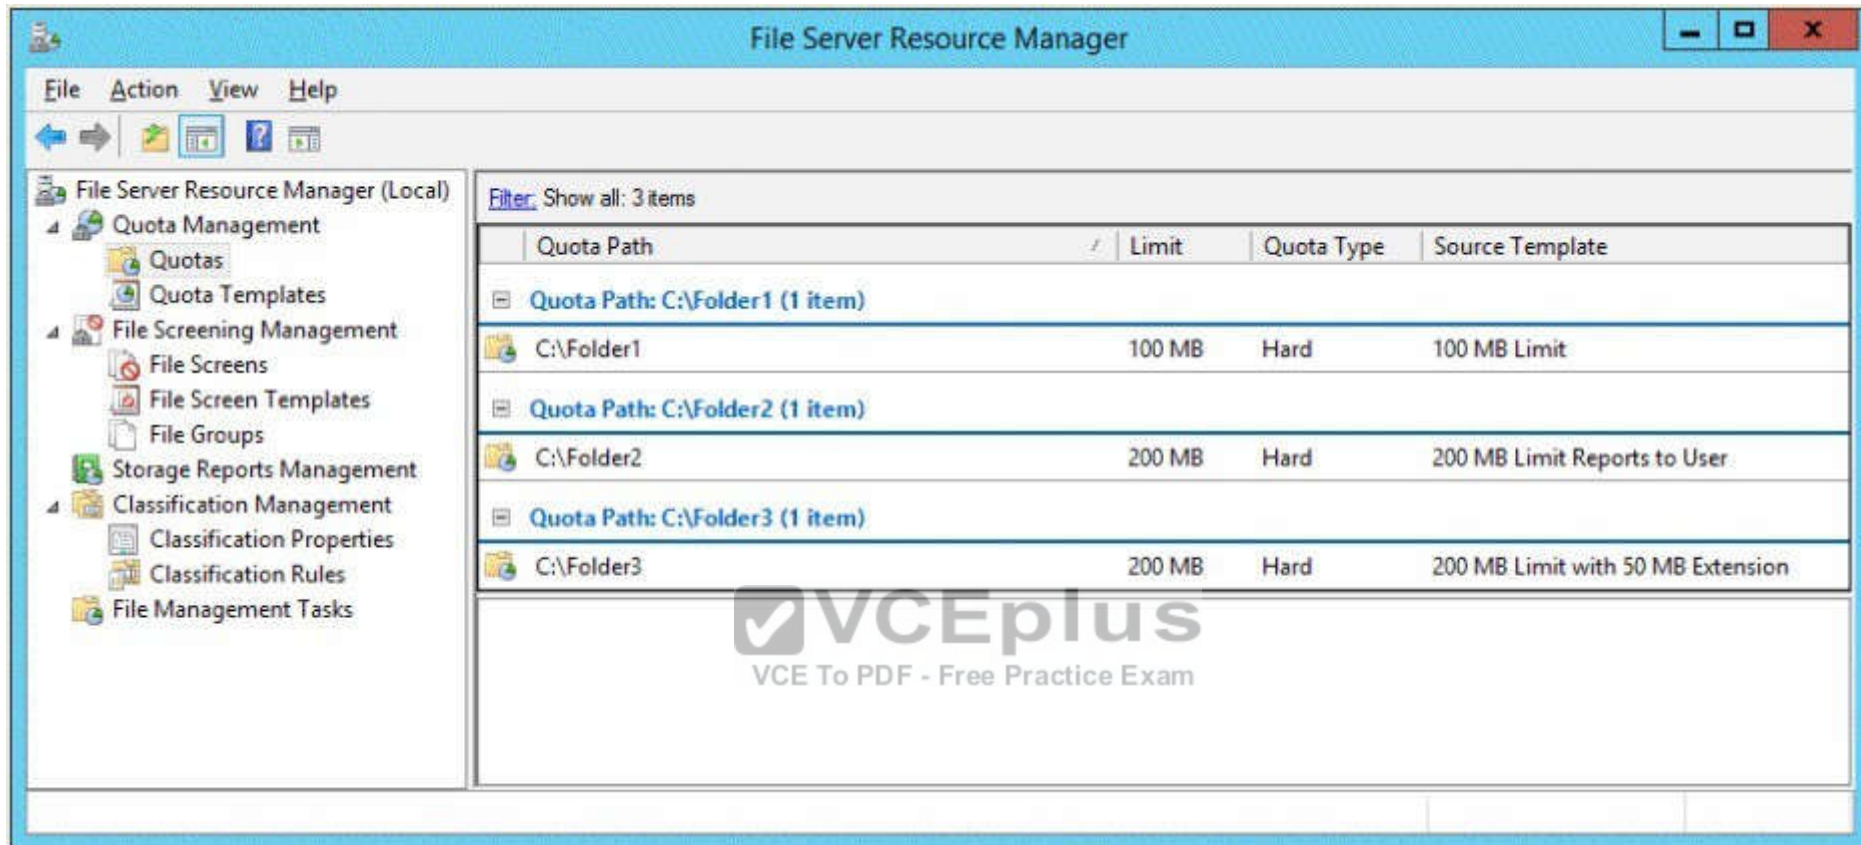 File Server Resource Manager
File Action View Help
File Server Resource Manager (Local)
Quota Management
Quotas
Quota Templates
File Screening Management
File Screens
File Screen Templates
File Groups
Storage Reports Management
Classification Management
Classification Properties
Classification Rules
File Management Tasks
Filter: Show all: 3 items
Quota Path / Limit Quota Type Source Template
Quota Path: C:\Folder1 (1 item)
C:\Folder1 100 MB Hard 100 MB Limit
Quota Path: C:\Folder2 (1 item)
C:\Folder2 200 MB Hard 200 MB Limit Reports to User
Quota Path: C:\Folder3 (1 item)
C:\Folder3 200 MB Hard 200 MB Limit with 50 MB Extension
VCEplus
VCE To PDF - Free Practice Exam